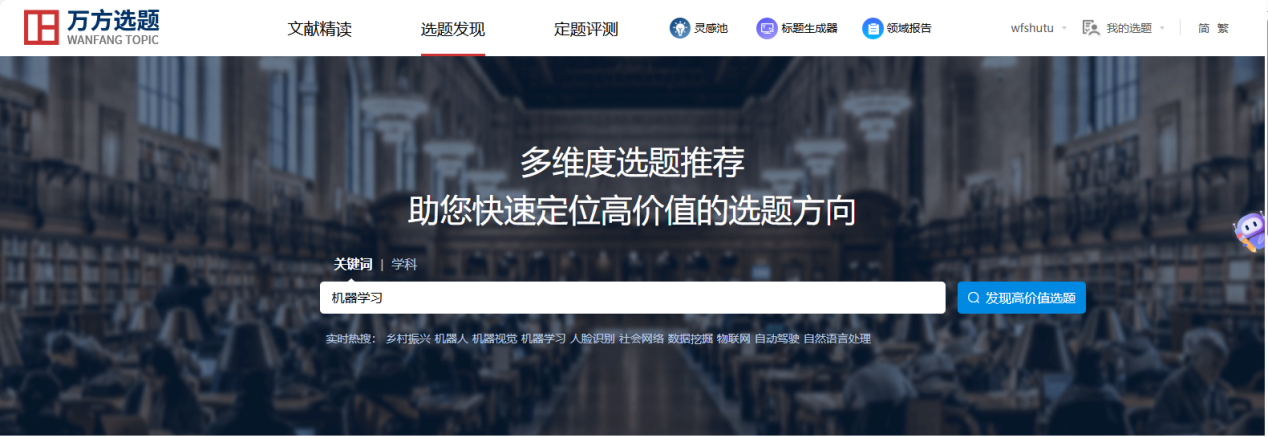 万方选题
WANFANG TOPIC
文献精读 选题发现 定题评测 灵感池 标题生成器 领域报告 wfshutu 我的选题 简 繁
多维度选题推荐
助您快速定位高价值的选题方向
关键词 | 学科
机器学习 发现高价值选题
实时热搜: 乡村振兴 机器人 机器视觉 机器学习 人脸识别 社会网络 数据挖掘 物联网 自动驾驶 自然语言处理